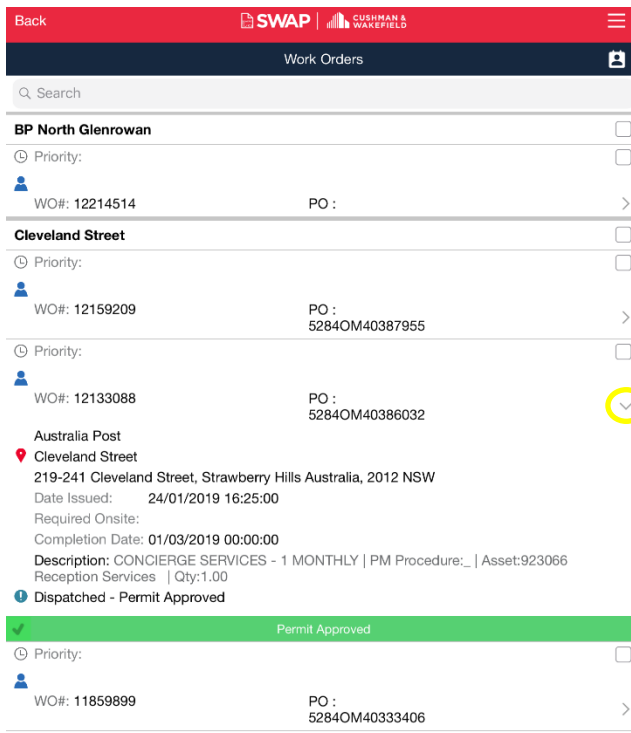 Back SWAP CUSHMAN & WAKEFIELD
Work Orders
Search
BP North Glenrowan
Priority:
WO#: 12214514 PO :
Cleveland Street
Priority:
WO#: 12159209 PO :
5284OM40387955
Priority:
WO#: 12133088 PO :
5284OM40386032
Australia Post
Cleveland Street
219-241 Cleveland Street, Strawberry Hills Australia, 2012 NSW
Date Issued: 24/01/2019 16:25:00
Required Onsite:
Completion Date: 01/03/2019 00:00:00
Description: CONCIERGE SERVICES - 1 MONTHLY | PM Procedure:_ | Asset:923066
Reception Services | Qty:1.00
Dispatched - Permit Approved
Permit Approved
Priority:
WO#: 11859899 PO :
5284OM40333406